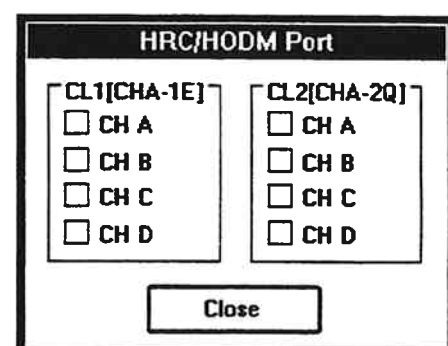 HRC/HODM Port
CL1[CHA-1E]
CH A
CH B
CH C
CH D
CL2[CHA-2Q]
CH A
CH B
CH C
CH D
Close